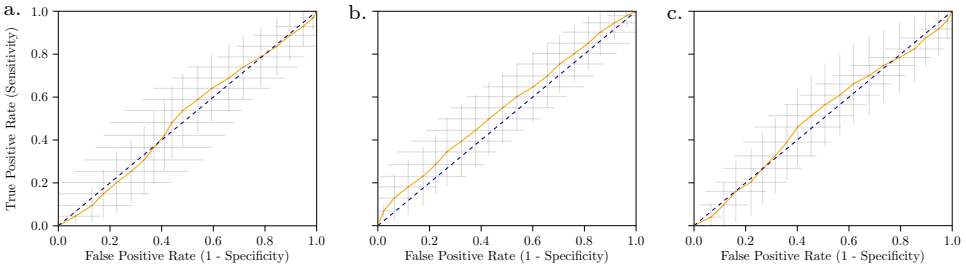 a.
b.
c.
True Positive Rate (Sensitivity)
1.0
0.8
0.6
0.4
0.2
0.0
0.0 0.2 0.4 0.6 0.8 1.0
False Positive Rate (1 - Specificity)
0.0 0.2 0.4 0.6 0.8 1.0
False Positive Rate (1 - Specificity)
0.0 0.2 0.4 0.6 0.8 1.0
False Positive Rate (1 - Specificity)